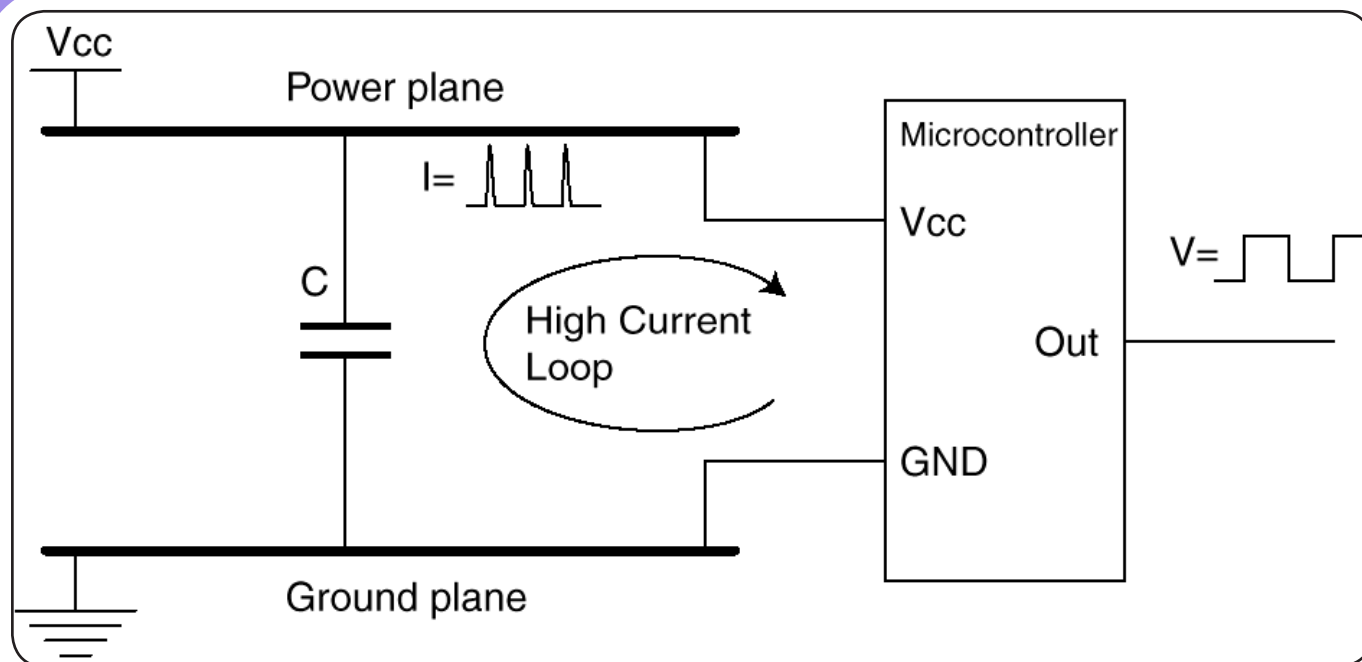 Vcc
Power plane
Microcontroller
I=
Vcc
V=
C
High Current
Loop
Out
GND
Ground plane